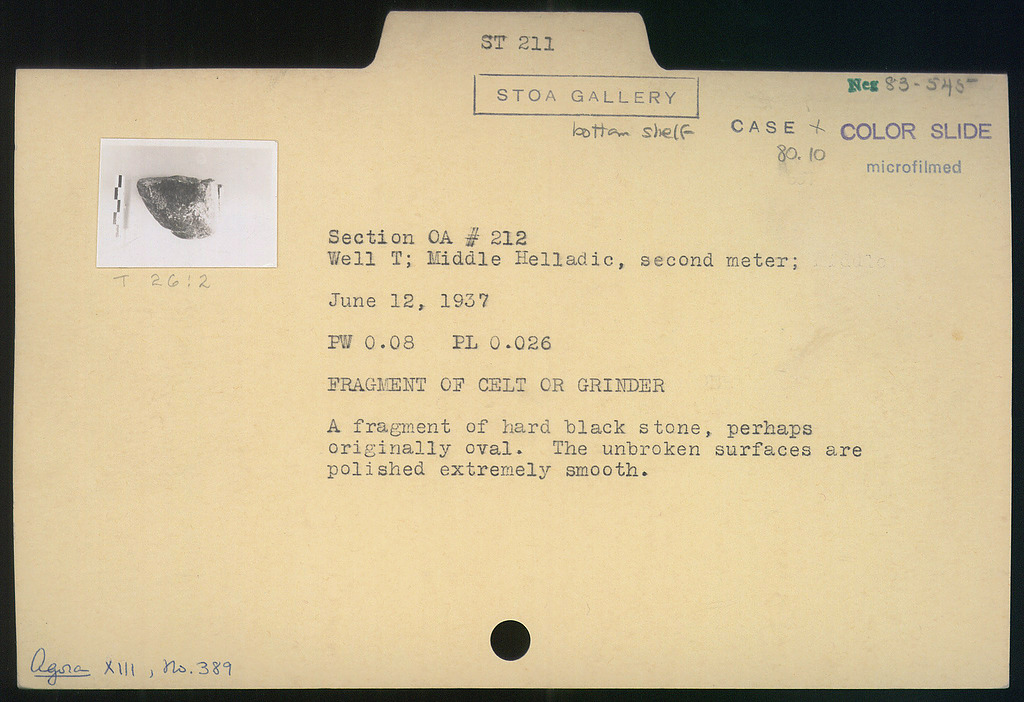 ST 211
Neg 83-545
STOA GALLERY
bottom shelf
CASE
80.10
COLOR SLIDE
microfilmed
T 26:2
Section OA # 212
Well T; Middle Helladic, second meter;
June 12, 1937
PW 0.08 PL 0.026
FRAGMENT OF CELT OR GRINDER
A fragment of hard black stone, perhaps
originally oval. The unbroken surfaces are
polished extremely smooth.
Agora XIII, No. 389